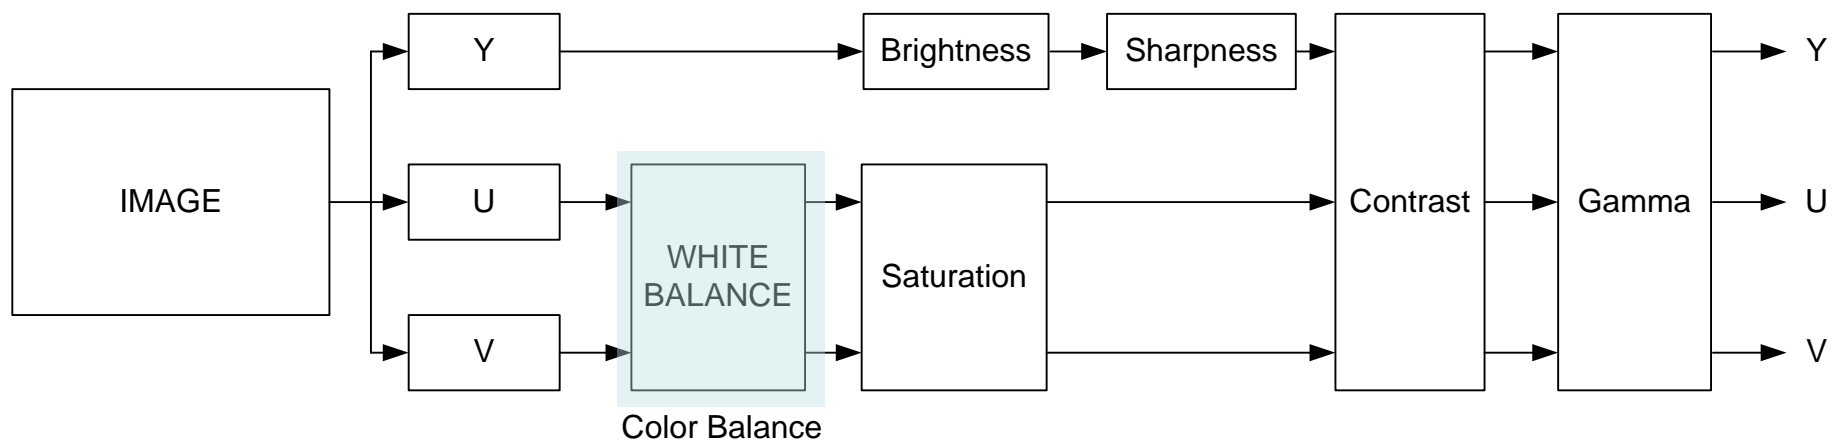 Y
Brightness
Sharpness
Y
IMAGE
U
Contrast
Gamma
U
WHITE
BALANCE
Saturation
V
V
Color Balance